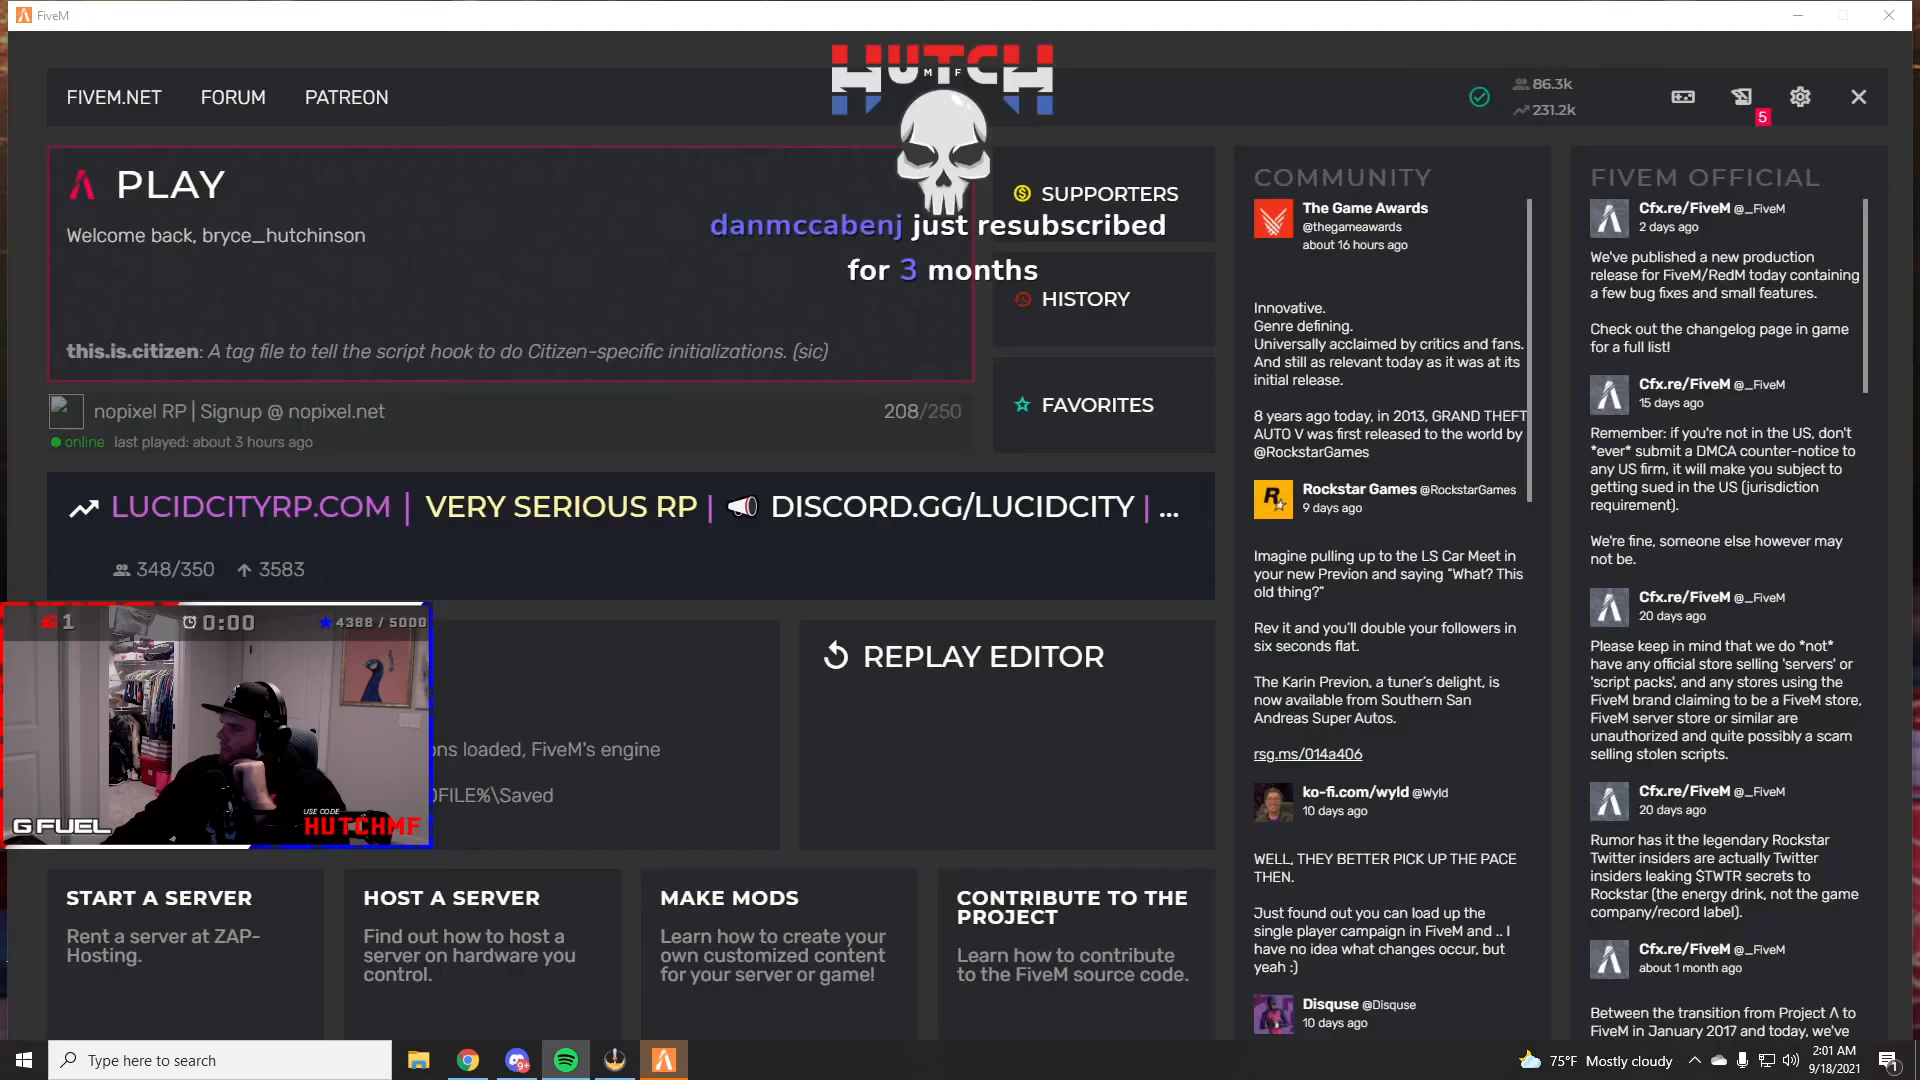 FiveM
HUTCH
MF
FIVEM.NET
FORUM
PATREON
86.3k
231.2k
5
PLAY
Welcome back, bryce_hutchinson
this.is.citizen: A tag file to tell the script hook to do Citizen-specific initializations. (sic)
danmccabenj just resubscribed
for 3 months
SUPPORTERS
HISTORY
FAVORITES
nopixel RP | Signup @ nopixel.net
208/250
online last played: about 3 hours ago
LUCIDCITYRP.COM | VERY SERIOUS RP | DISCORD.GG/LUCIDCITY | ...
348/350 3583
1
0:00
4388 / 5000
ons loaded, FiveM's engine
OFILE%\Saved
G FUEL
USE CODE
HUTCHMF
REPLAY EDITOR
START A SERVER
Rent a server at ZAP-
Hosting.
HOST A SERVER
Find out how to host a
server on hardware you
control.
MAKE MODS
Learn how to create your
own customized content
for your server or game!
CONTRIBUTE TO THE
PROJECT
Learn how to contribute
to the FiveM source code.
COMMUNITY
The Game Awards
@thegameawards
about 16 hours ago
Innovative.
Genre defining.
Universally acclaimed by critics and fans.
And still as relevant today as it was at its
initial release.
8 years ago today, in 2013, GRAND THEFT
AUTO V was first released to the world by
@RockstarGames
Rockstar Games @RockstarGames
9 days ago
Imagine pulling up to the LS Car Meet in
your new Previon and saying “What? This
old thing?”
Rev it and you’ll double your followers in
six seconds flat.
The Karin Previon, a tuner’s delight, is
now available from Southern San
Andreas Super Autos.
rsg.ms/014a406
ko-fi.com/wyld @Wyld
10 days ago
WELL, THEY BETTER PICK UP THE PACE
THEN.
Just found out you can load up the
single player campaign in FiveM and .. I
have no idea what changes occur, but
yeah :)
Disquse @Disquse
10 days ago
FIVEM OFFICIAL
Cfx.re/FiveM @_FiveM
2 days ago
We've published a new production
release for FiveM/RedM today containing
a few bug fixes and small features.
Check out the changelog page in game
for a full list!
Cfx.re/FiveM @_FiveM
15 days ago
Remember: if you're not in the US, don't
*ever* submit a DMCA counter-notice to
any US firm, it will make you subject to
getting sued in the US (jurisdiction
requirement).
We're fine, someone else however may
not be.
Cfx.re/FiveM @_FiveM
20 days ago
Please keep in mind that we do *not*
have any official store selling 'servers' or
'script packs', and any stores using the
FiveM brand claiming to be a FiveM store,
FiveM server store or similar are
unauthorized and quite possibly a scam
selling stolen scripts.
Cfx.re/FiveM @_FiveM
20 days ago
Rumor has it the legendary Rockstar
Twitter insiders are actually Twitter
insiders leaking $TWTR secrets to
Rockstar (the energy drink, not the game
company/record label).
Cfx.re/FiveM @_FiveM
about 1 month ago
Between the transition from Project Λ to
FiveM in January 2017 and today, we've
Type here to search
9+
75°F Mostly cloudy
2:01 AM
9/18/2021
1